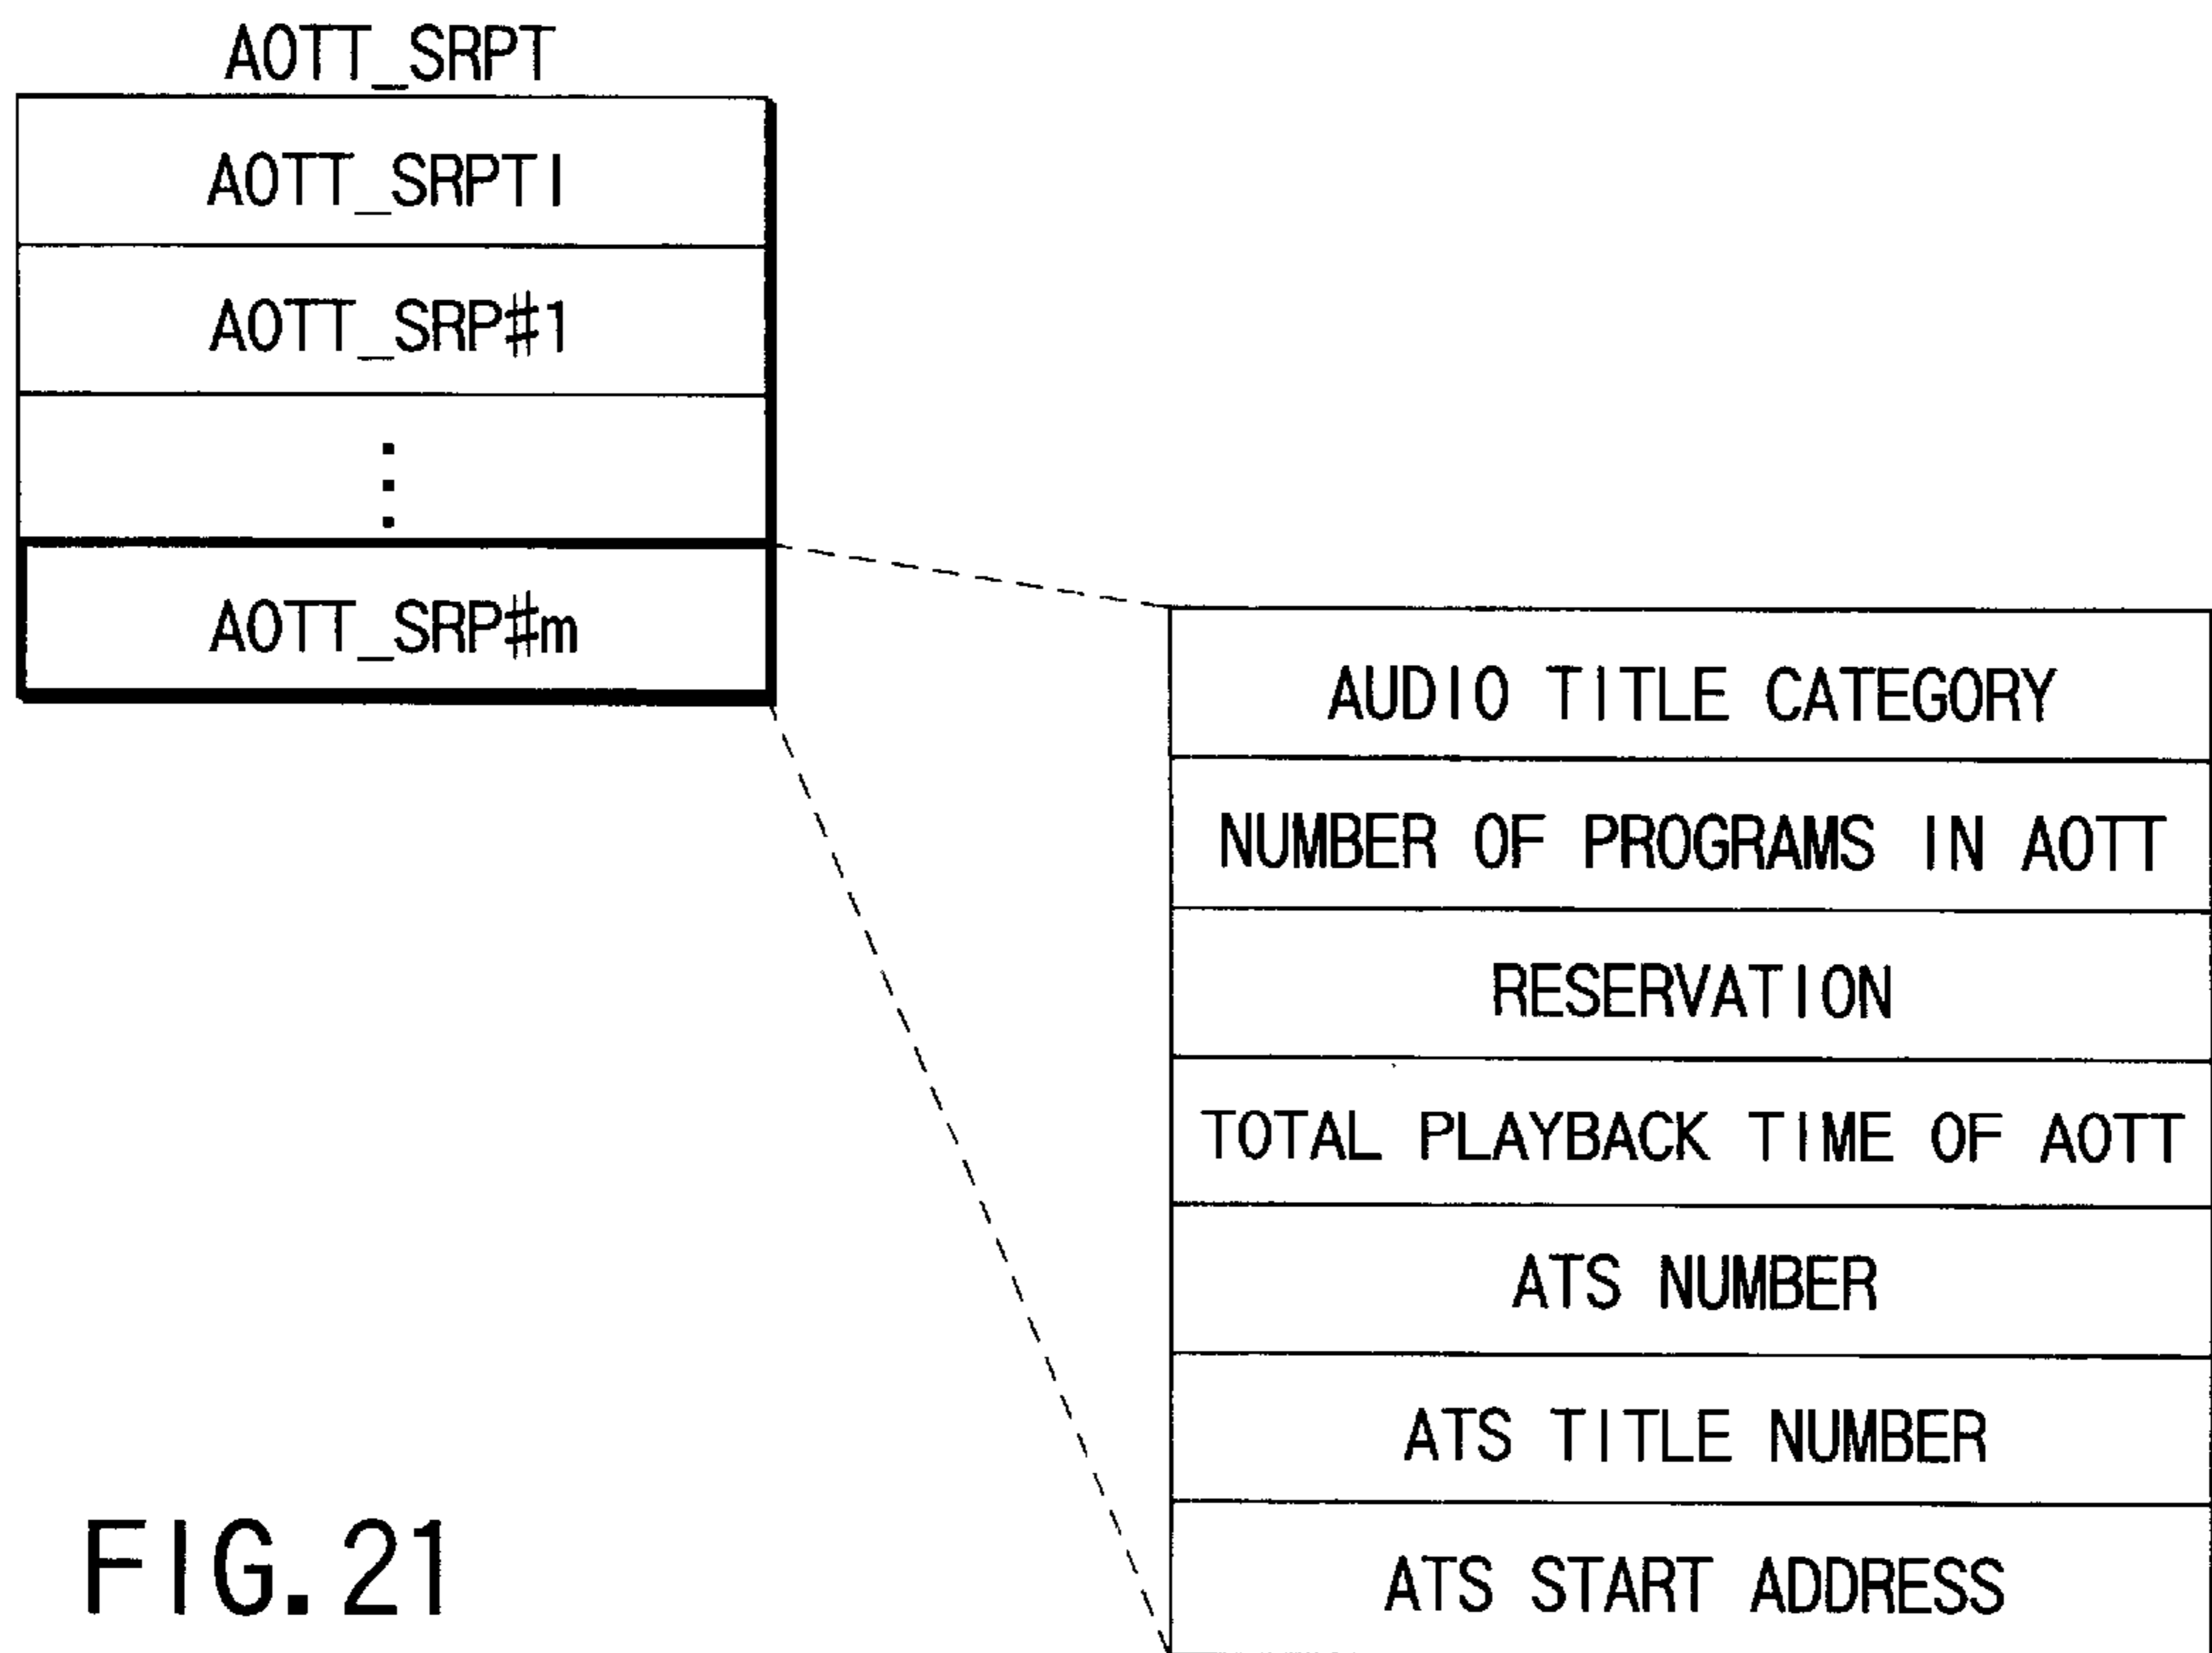 AOTT_SRPT
AOTT_SRPTI
AOTT_SRP#1
⋮
AOTT_SRP#m
AUDIO TITLE CATEGORY
NUMBER OF PROGRAMS IN AOTT
RESERVATION
TOTAL PLAYBACK TIME OF AOTT
ATS NUMBER
ATS TITLE NUMBER
ATS START ADDRESS
FIG.21